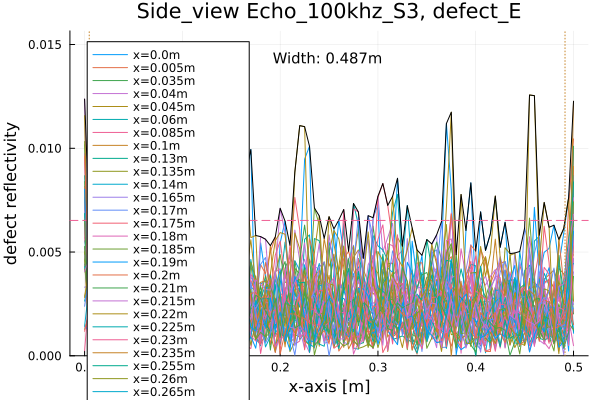 Side_view Echo_100khz_S3, defect_E
Width: 0.487m
defect reflectivity
0.015
0.010
0.005
0.000
x=0.0m
x=0.005m
x=0.035m
x=0.04m
x=0.045m
x=0.06m
x=0.085m
x=0.1m
x=0.13m
x=0.135m
x=0.14m
x=0.165m
x=0.17m
x=0.175m
x=0.18m
x=0.185m
x=0.19m
x=0.2m
x=0.21m
x=0.215m
x=0.22m
x=0.225m
x=0.23m
x=0.235m
x=0.255m
x=0.26m
x=0.265m
0.2 0.3 0.4 0.5
x-axis [m]